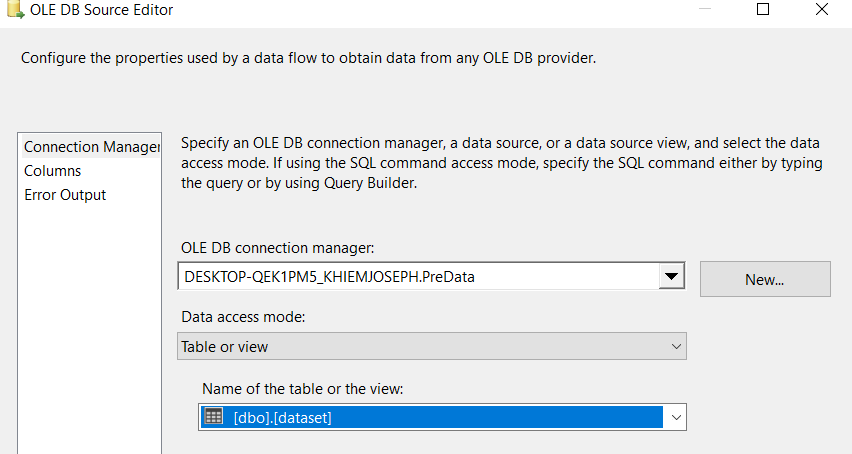 OLE DB Source Editor
Configure the properties used by a data flow to obtain data from any OLE DB provider.
Connection Manager
Columns
Error Output
Specify an OLE DB connection manager, a data source, or a data source view, and select the data
access mode. If using the SQL command access mode, specify the SQL command either by typing
the query or by using Query Builder.
OLE DB connection manager:
DESKTOP-QEK1PM5_KHIEMJOSEPH.PreData
New...
Data access mode:
Table or view
Name of the table or the view:
[dbo].[dataset]